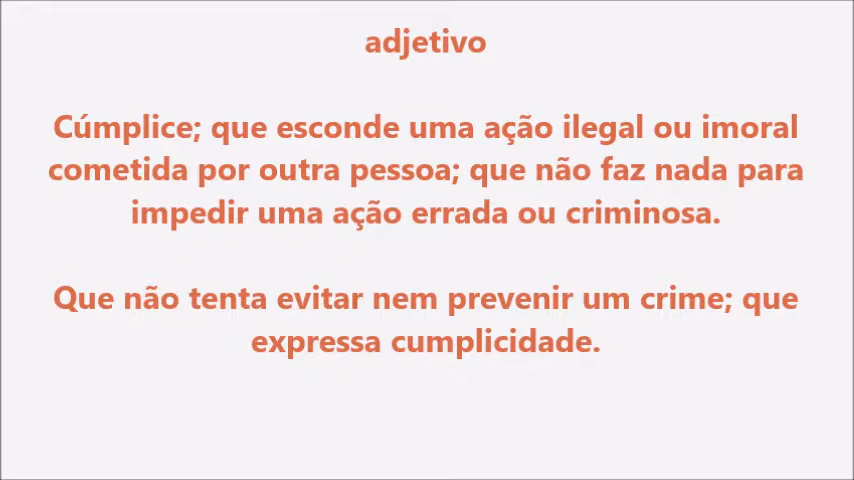 adjetivo
Cúmplice; que esconde uma ação ilegal ou imoral
cometida por outra pessoa; que não faz nada para
impedir uma ação errada ou criminosa.
Que não tenta evitar nem prevenir um crime; que
expressa cumplicidade.